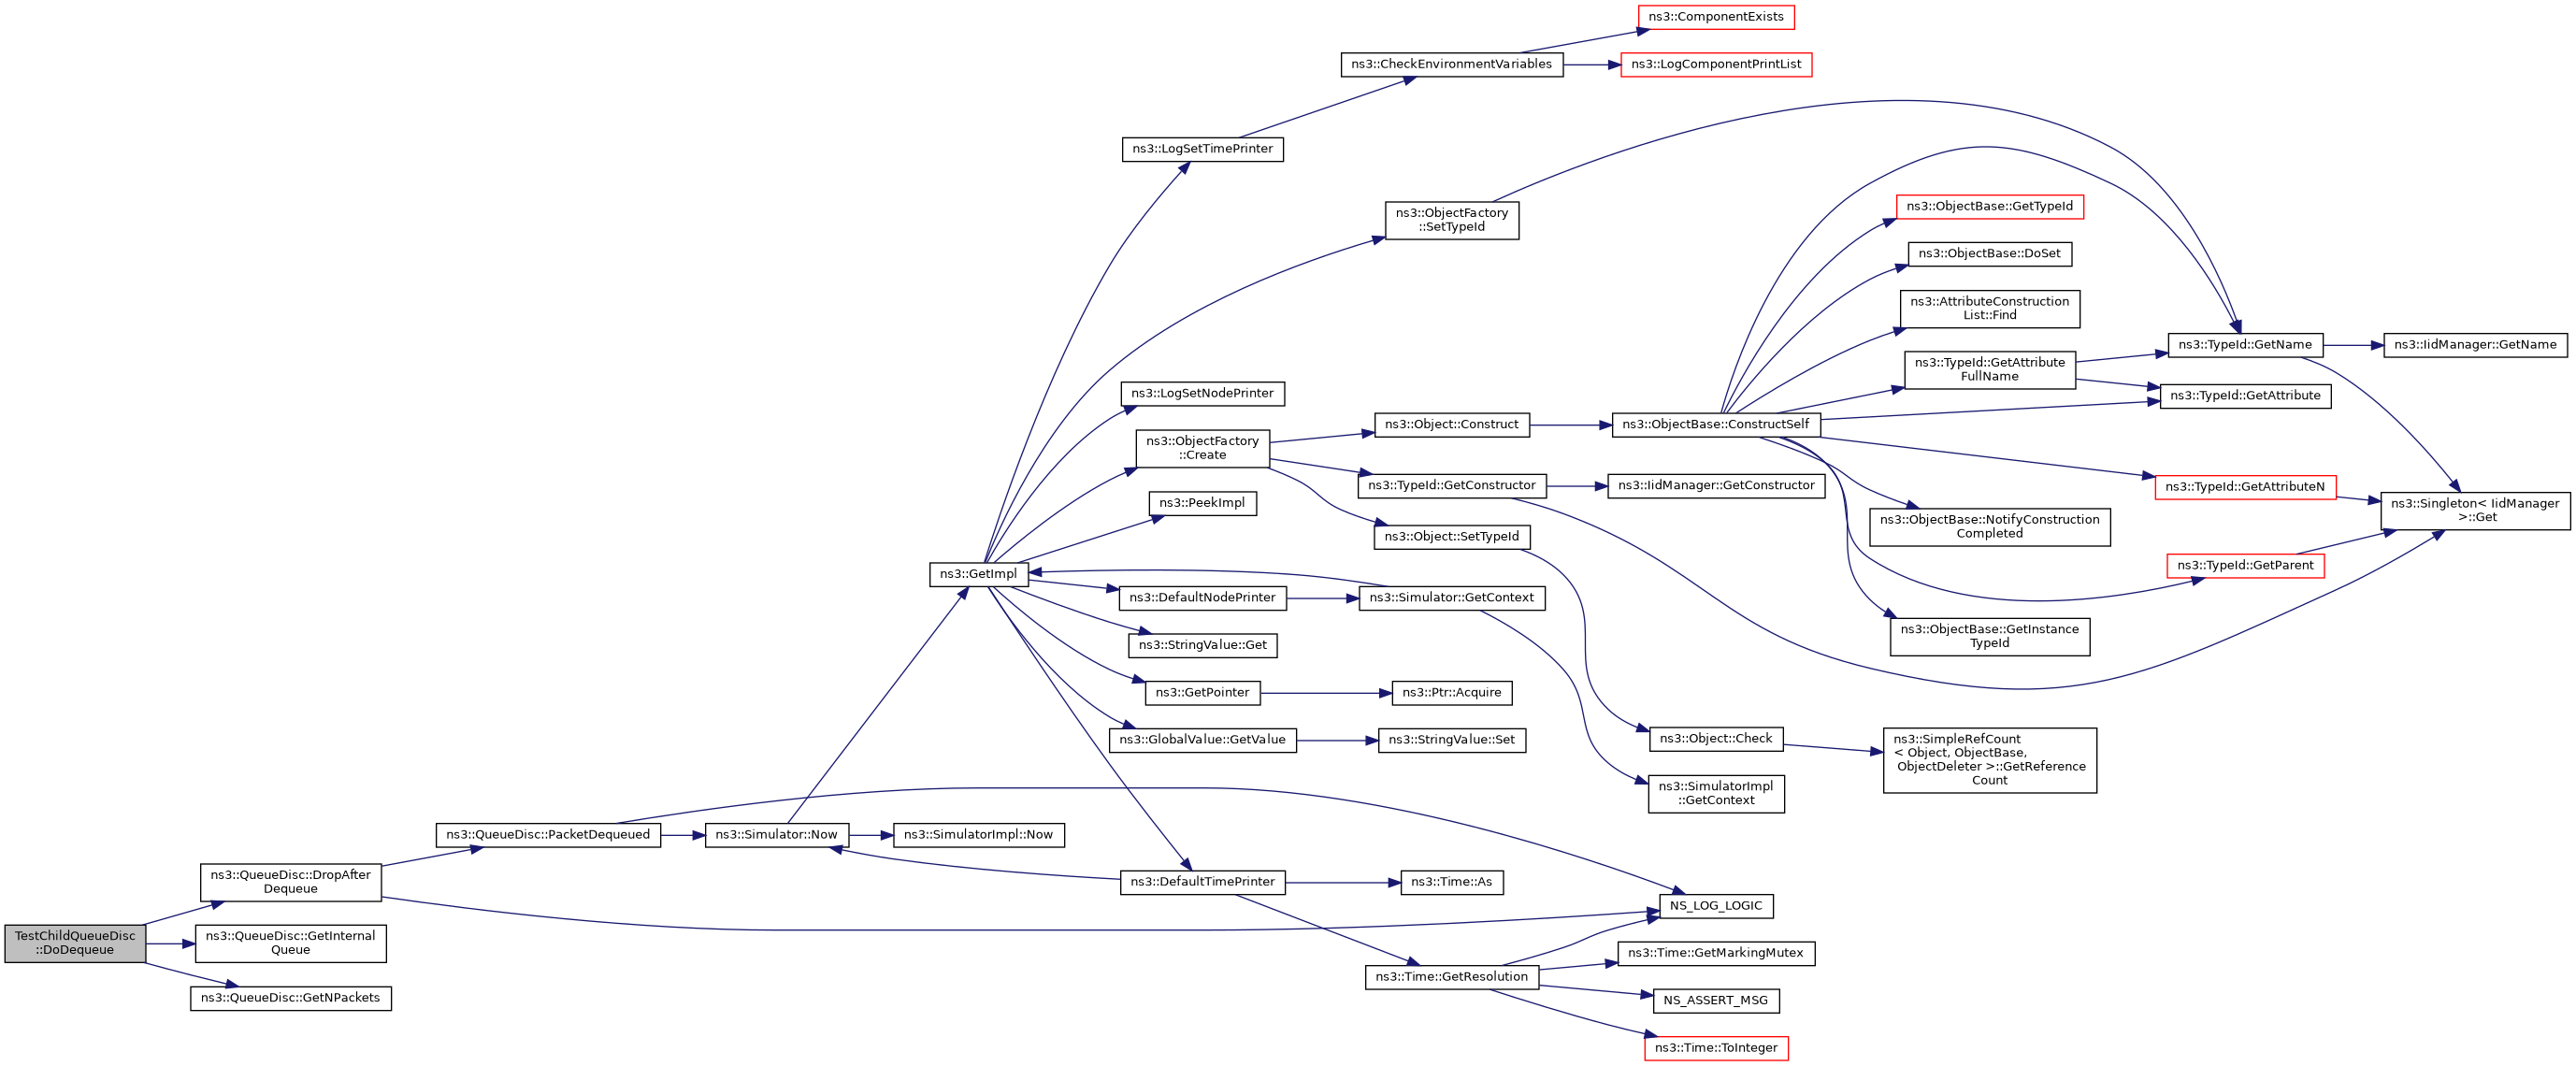 TestChildQueueDisc
::DoDequeue
ns3::QueueDisc::DropAfter
Dequeue
ns3::QueueDisc::GetInternal
Queue
ns3::QueueDisc::GetNPackets
ns3::QueueDisc::PacketDequeued
ns3::Simulator::Now
ns3::SimulatorImpl::Now
ns3::GetImpl
ns3::LogSetTimePrinter
ns3::CheckEnvironmentVariables
ns3::ComponentExists
ns3::LogComponentPrintList
ns3::ObjectFactory
::SetTypeId
ns3::LogSetNodePrinter
ns3::ObjectFactory
::Create
ns3::PeekImpl
ns3::DefaultNodePrinter
ns3::StringValue::Get
ns3::GetPointer
ns3::GlobalValue::GetValue
ns3::DefaultTimePrinter
ns3::Object::Construct
ns3::TypeId::GetConstructor
ns3::Object::SetTypeId
ns3::Simulator::GetContext
ns3::Ptr::Acquire
ns3::StringValue::Set
ns3::Time::As
ns3::Time::GetResolution
ns3::ObjectBase::ConstructSelf
ns3::IidManager::GetConstructor
ns3::Object::Check
ns3::SimulatorImpl
::GetContext
NS_LOG_LOGIC
ns3::Time::GetMarkingMutex
NS_ASSERT_MSG
ns3::Time::ToInteger
ns3::ObjectBase::GetTypeId
ns3::ObjectBase::DoSet
ns3::AttributeConstruction
List::Find
ns3::TypeId::GetAttribute
FullName
ns3::ObjectBase::NotifyConstruction
Completed
ns3::ObjectBase::GetInstance
TypeId
ns3::SimpleRefCount
< Object, ObjectBase,
ObjectDeleter >::GetReference
Count
ns3::TypeId::GetName
ns3::TypeId::GetAttribute
ns3::TypeId::GetAttributeN
ns3::TypeId::GetParent
ns3::IidManager::GetName
ns3::Singleton< IidManager
>::Get